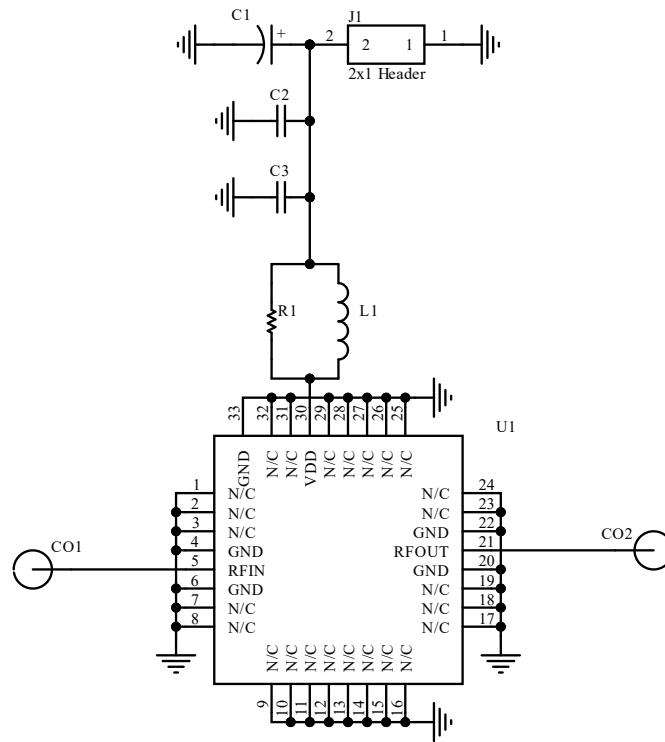 C1
+
2
J1
2 1
1
2x1 Header
C2
C3
R1
L1
33
32
31
30
29
28
27
26
25
U1
GND
N/C
N/C
VDD
N/C
N/C
N/C
N/C
N/C
1 N/C
2 N/C
3 N/C
4 GND
5 RFIN
6 GND
7 N/C
8 N/C
CO1
N/C 24
N/C 23
GND 22
RFOUT 21
GND 20
N/C 19
N/C 18
N/C 17
CO2
N/C
N/C
N/C
N/C
N/C
N/C
N/C
N/C
9
10
11
12
13
14
15
16